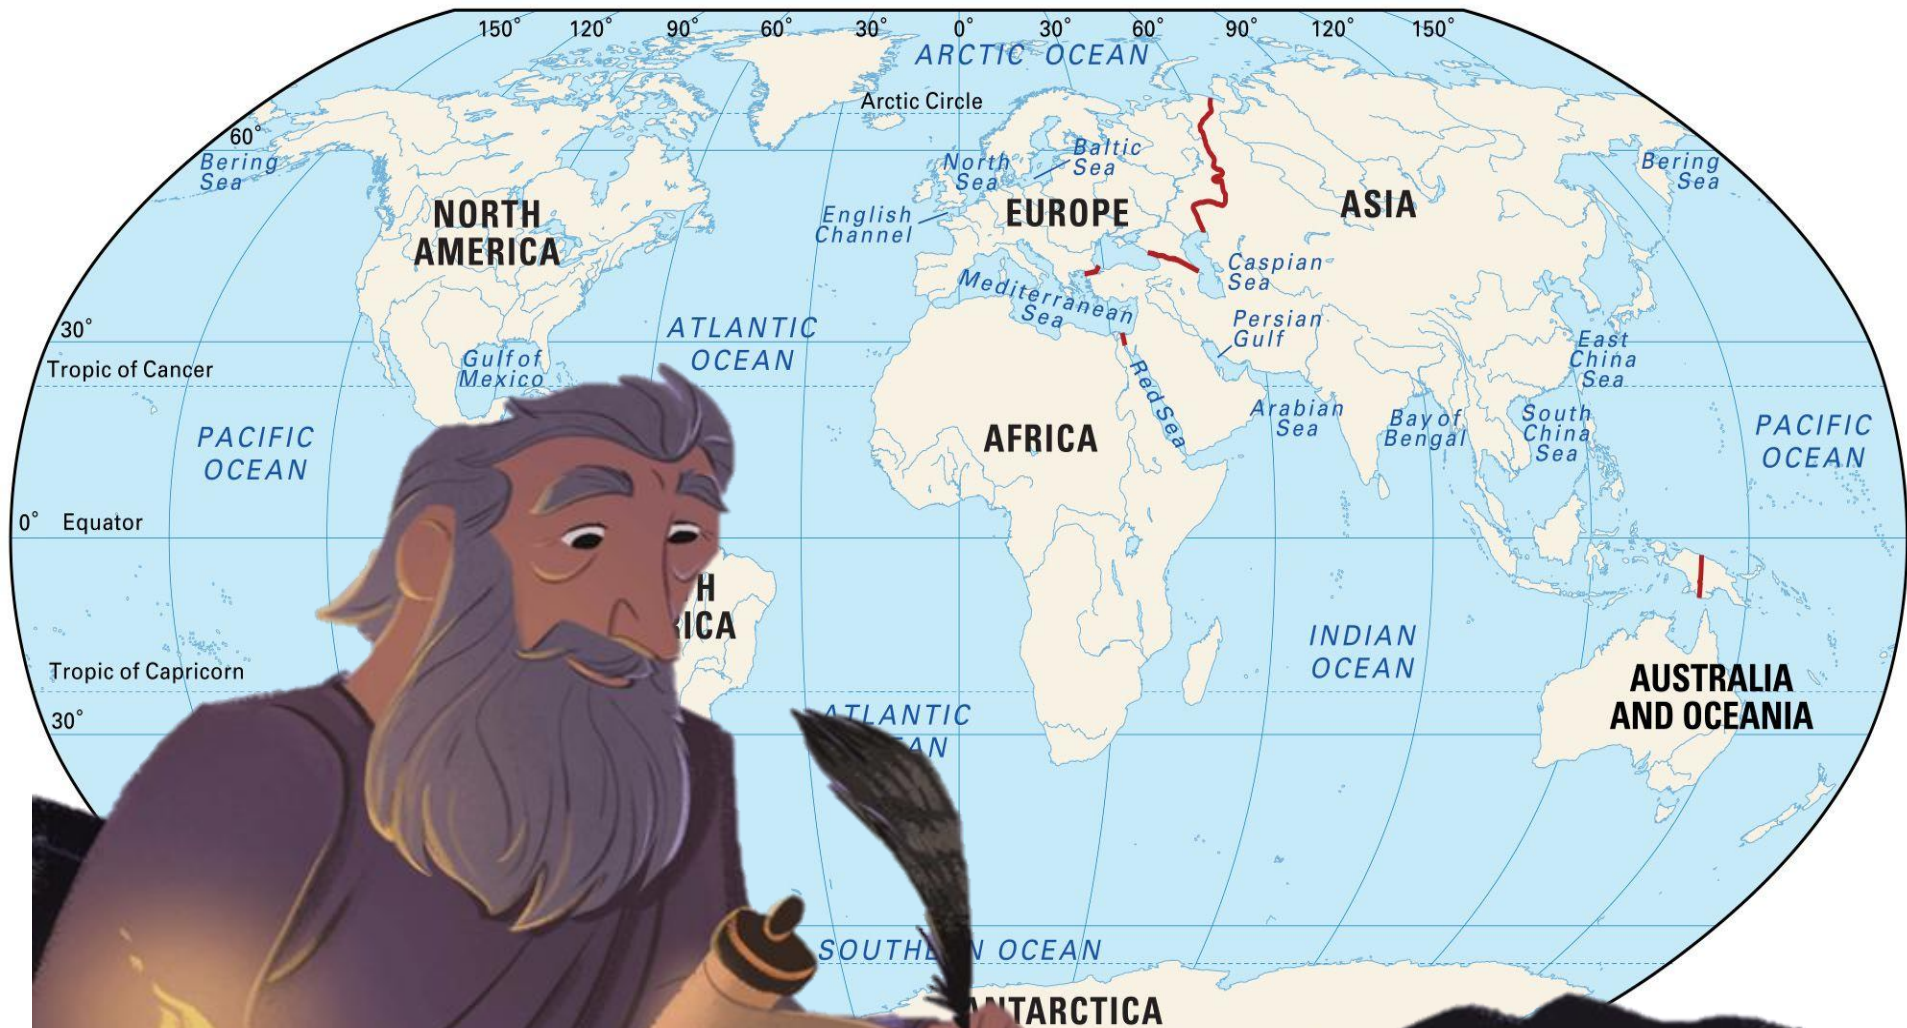 150° 120° 90° 60° 30° 0° 30° 60° 90° 120° 150°
ARCTIC OCEAN
Arctic Circle
60°
Bering
Sea
North
Sea
Baltic
Sea
Bering
Sea
NORTH
AMERICA
English
Channel
EUROPE
ASIA
Caspian
Sea
Mediterranean
Sea
30°
ATLANTIC
OCEAN
Persian
Gulf
East
China
Sea
Tropic of Cancer
Gulf of
Mexico
Red Sea
Arabian
Sea
Bay of
Bengal
South
China
Sea
PACIFIC
OCEAN
AFRICA
PACIFIC
OCEAN
0° Equator
H
RICA
INDIAN
OCEAN
Tropic of Capricorn
AUSTRALIA
AND OCEANIA
30°
ATLANTIC
AN
SOUTHE N OCEAN
ANTARCTICA